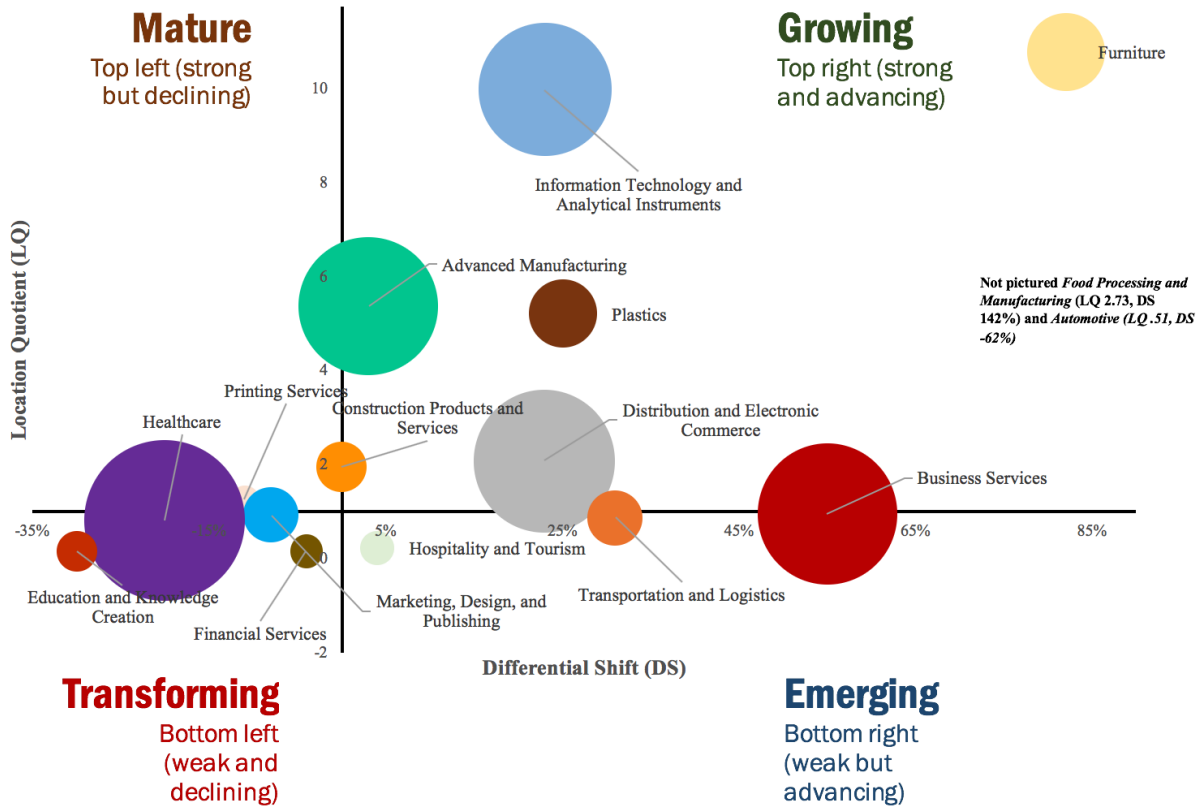 Mature
Top left (strong
but declining)
Growing
Top right (strong
and advancing)
Furniture
10
8
6
4
2
0
-2
Location Quotient (LQ)
Information Technology and
Analytical Instruments
Advanced Manufacturing
Plastics
Not pictured Food Processing and
Manufacturing (LQ 2.73, DS
142%) and Automotive (LQ .51, DS
-62%)
Printing Services
Construction Products and
Services
Healthcare
Distribution and Electronic
Commerce
Business Services
-35%
-15%
5%
25%
45%
65%
85%
Hospitality and Tourism
Education and Knowledge
Creation
Marketing, Design, and
Publishing
Transportation and Logistics
Financial Services
Differential Shift (DS)
Transforming
Bottom left
(weak and
declining)
Emerging
Bottom right
(weak but
advancing)